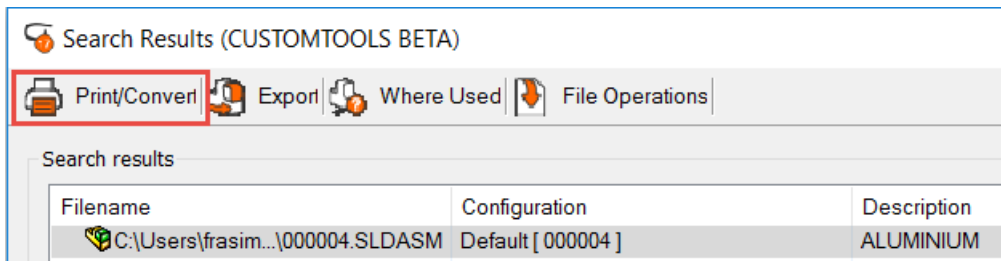 Search Results (CUSTOMTOOLS BETA)
Print/Convert Export Where Used File Operations
Search results
Filename Configuration Description
C:\Users\frasim...\000004.SLDASM Default [ 000004 ] ALUMINIUM